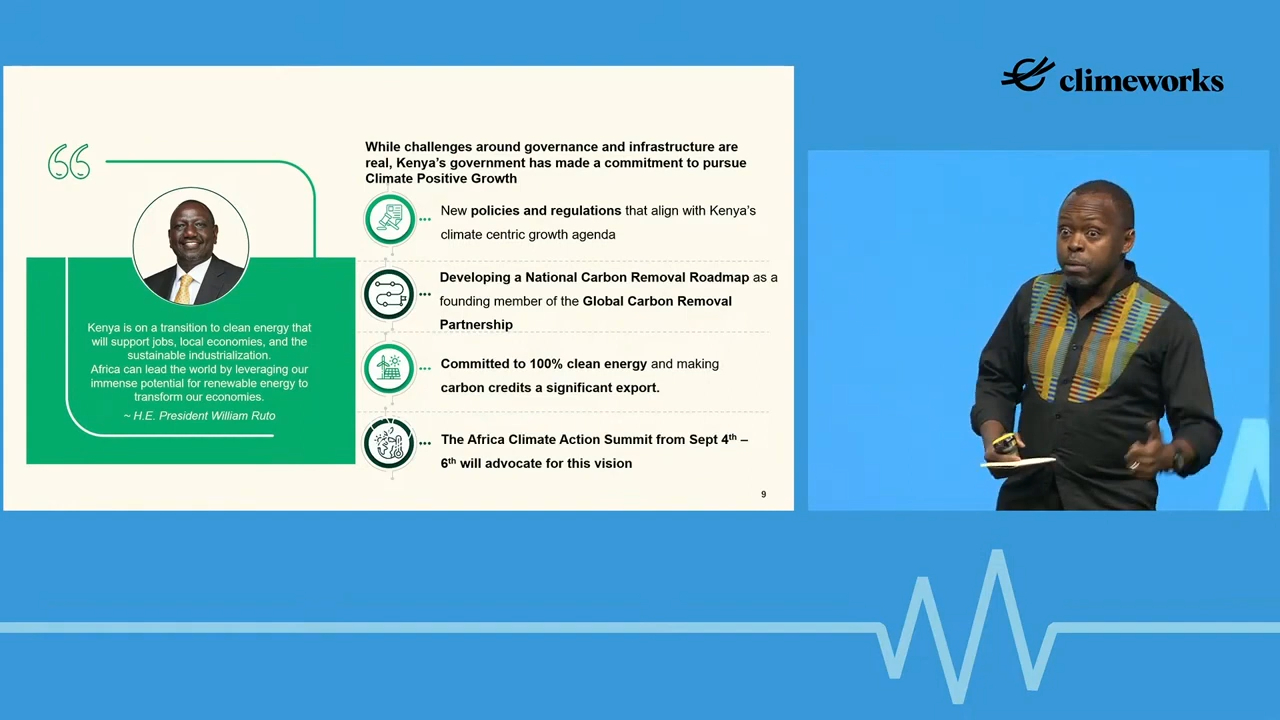 climeworks
While challenges around governance and infrastructure are
real, Kenya’s government has made a commitment to pursue
Climate Positive Growth
New policies and regulations that align with Kenya’s
climate centric growth agenda
Developing a National Carbon Removal Roadmap as a
founding member of the Global Carbon Removal
Partnership
Committed to 100% clean energy and making
carbon credits a significant export.
The Africa Climate Action Summit from Sept 4th –
6th will advocate for this vision
Kenya is on a transition to clean energy that
will support jobs, local economies, and the
sustainable industrialization.
Africa can lead the world by leveraging our
immense potential for renewable energy to
transform our economies.
~ H.E. President William Ruto
9